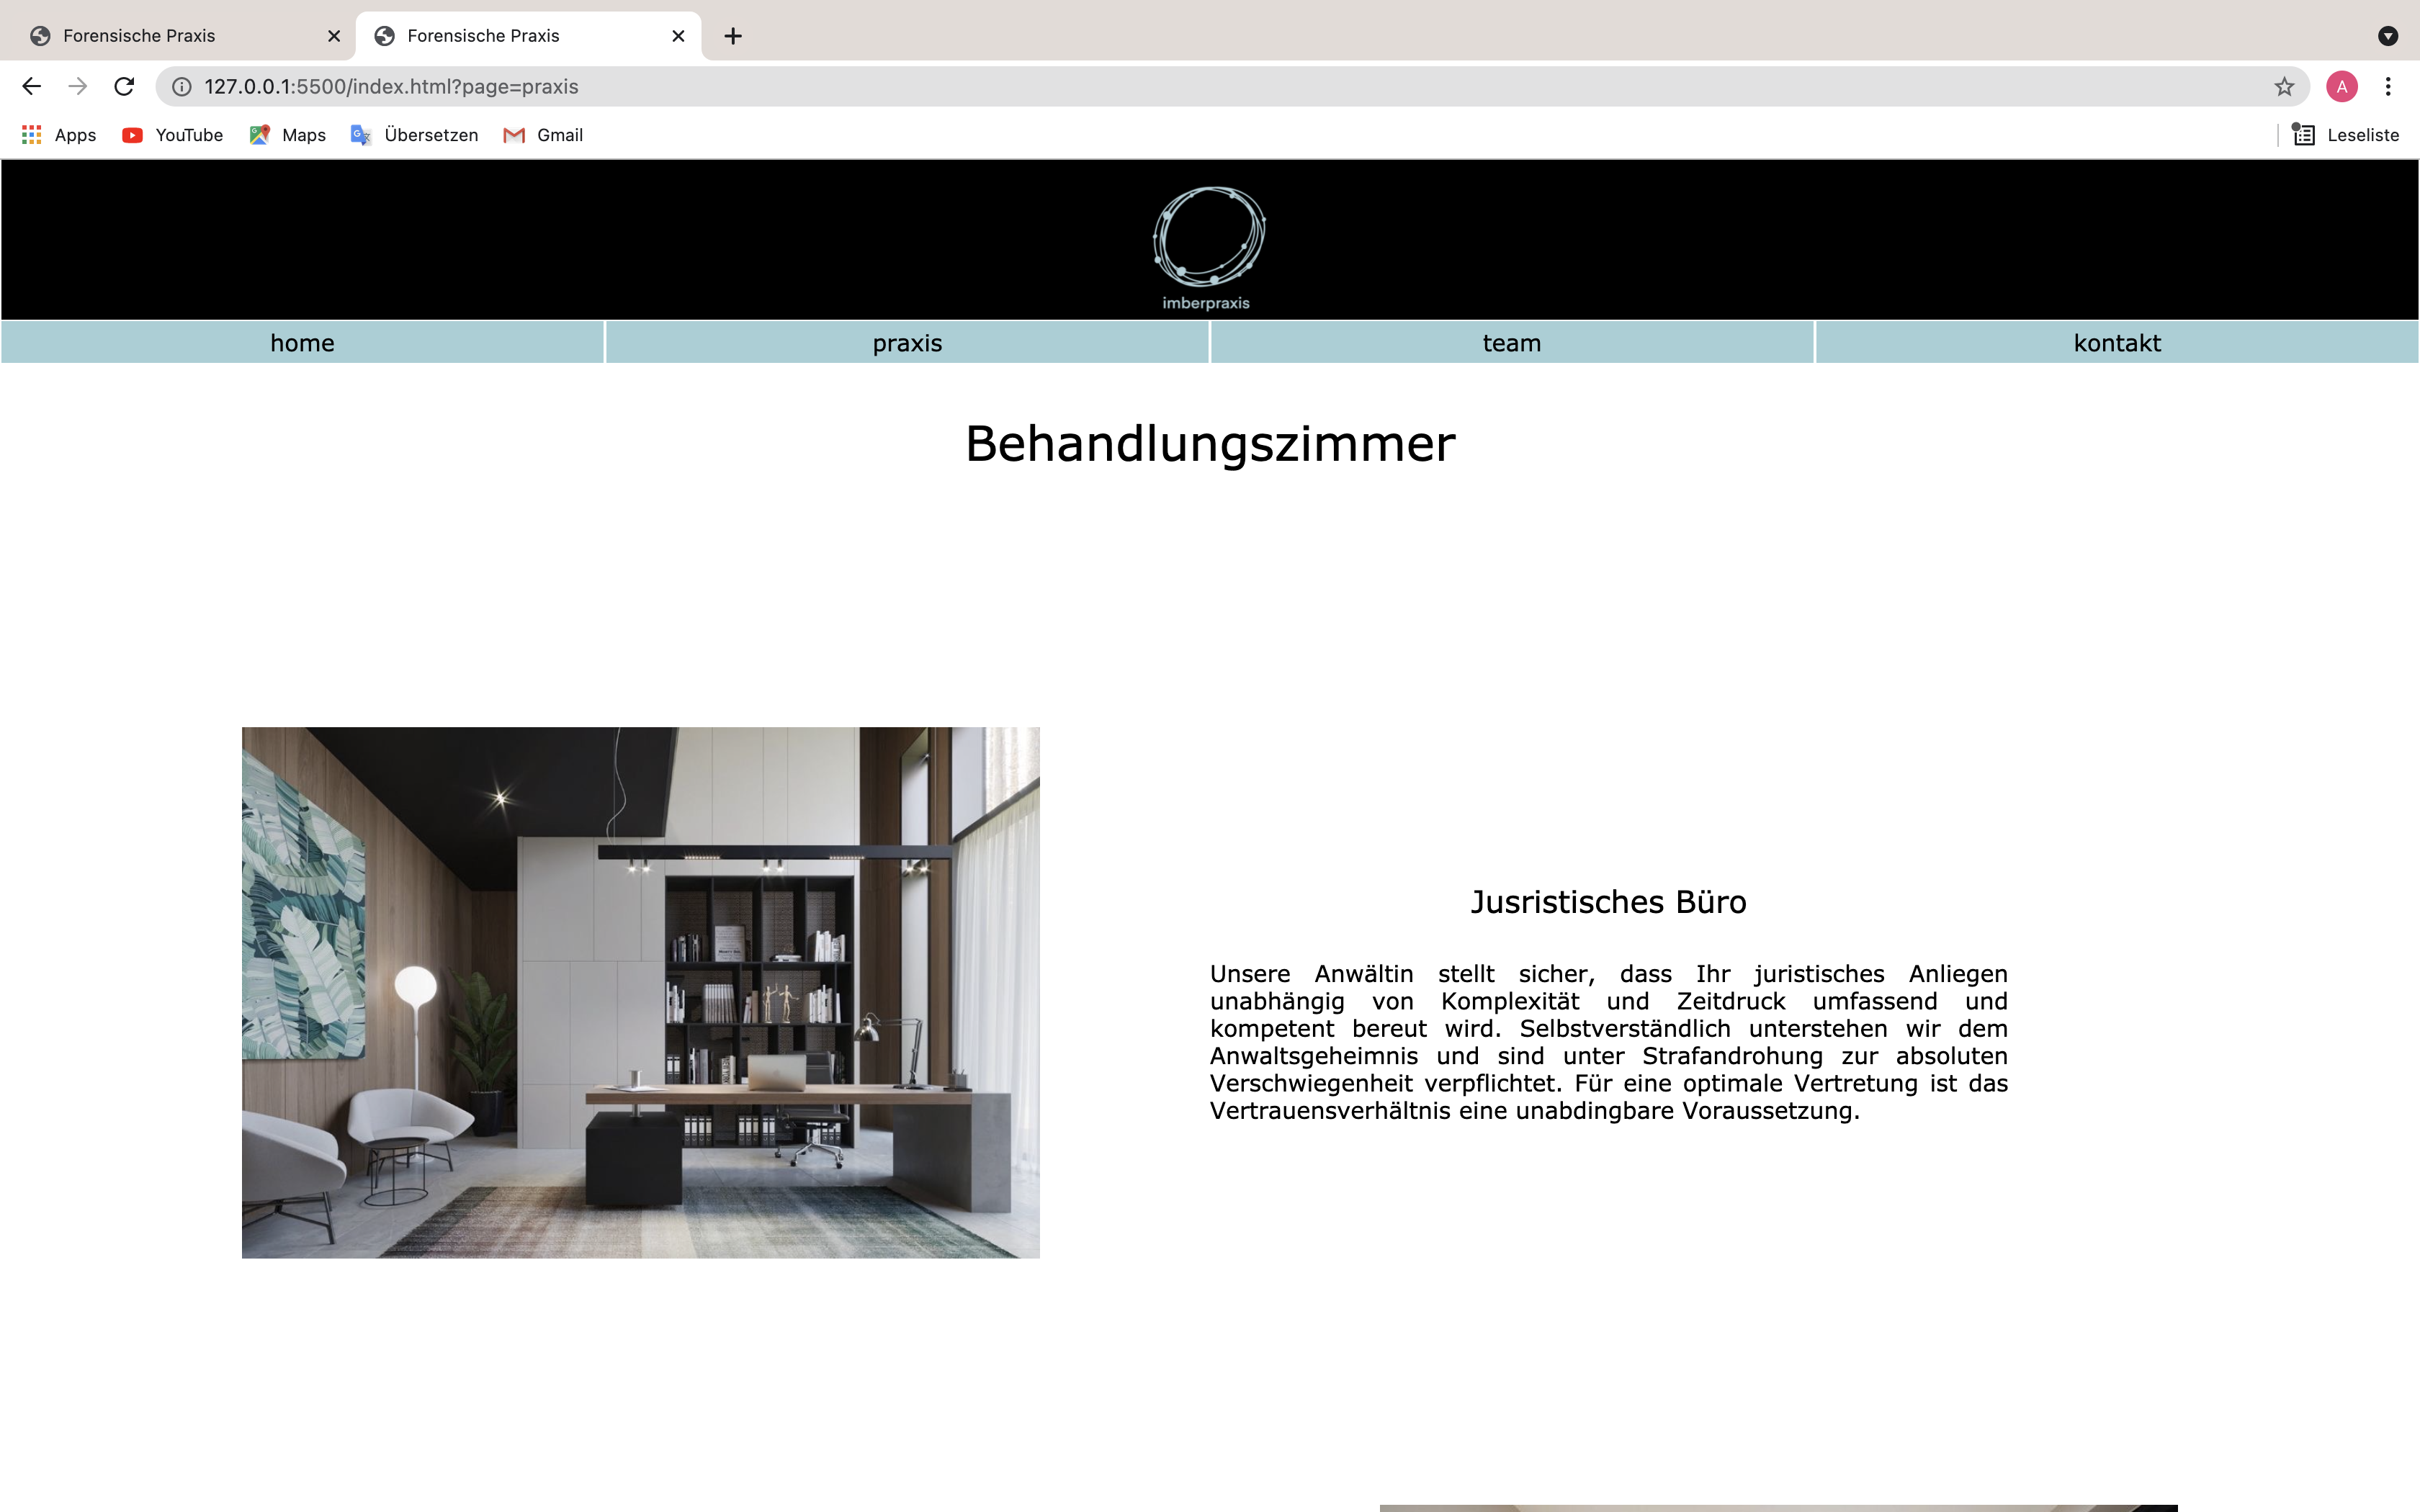 Forensische Praxis
Forensische Praxis
127.0.0.1:5500/index.html?page=praxis
A
Apps YouTube Maps Übersetzen Gmail Leseliste
imberpraxis
home praxis team kontakt
Behandlungszimmer
Jusristisches Büro
Unsere Anwältin stellt sicher, dass Ihr juristisches Anliegen
unabhängig von Komplexität und Zeitdruck umfassend und
kompetent bereut wird. Selbstverständlich unterstehen wir dem
Anwaltsgeheimnis und sind unter Strafandrohung zur absoluten
Verschwiegenheit verpflichtet. Für eine optimale Vertretung ist das
Vertrauensverhältnis eine unabdingbare Voraussetzung.